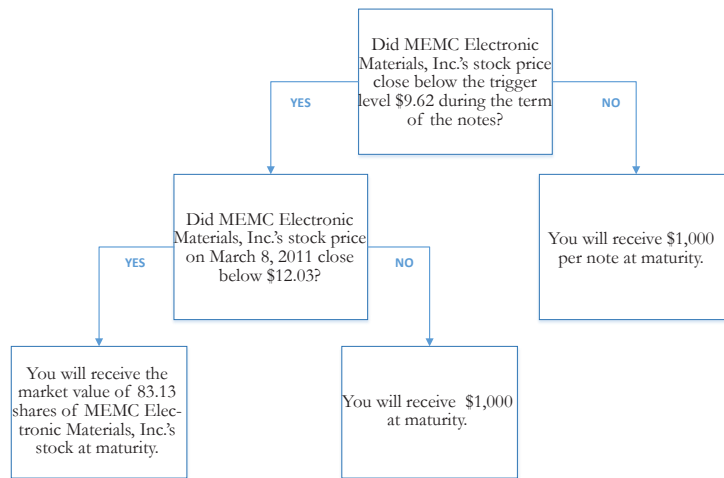 Did MEMC Electronic
Materials, Inc.'s stock price
close below the trigger
level $9.62 during the term
of the notes?
YES
NO
Did MEMC Electronic
Materials, Inc.'s stock price
on March 8, 2011 close
below $12.03?
You will receive $1,000
per note at maturity.
YES
NO
You will receive the
market value of 83.13
shares of MEMC Elec-
tronic Materials, Inc.'s
stock at maturity.
You will receive $1,000
at maturity.